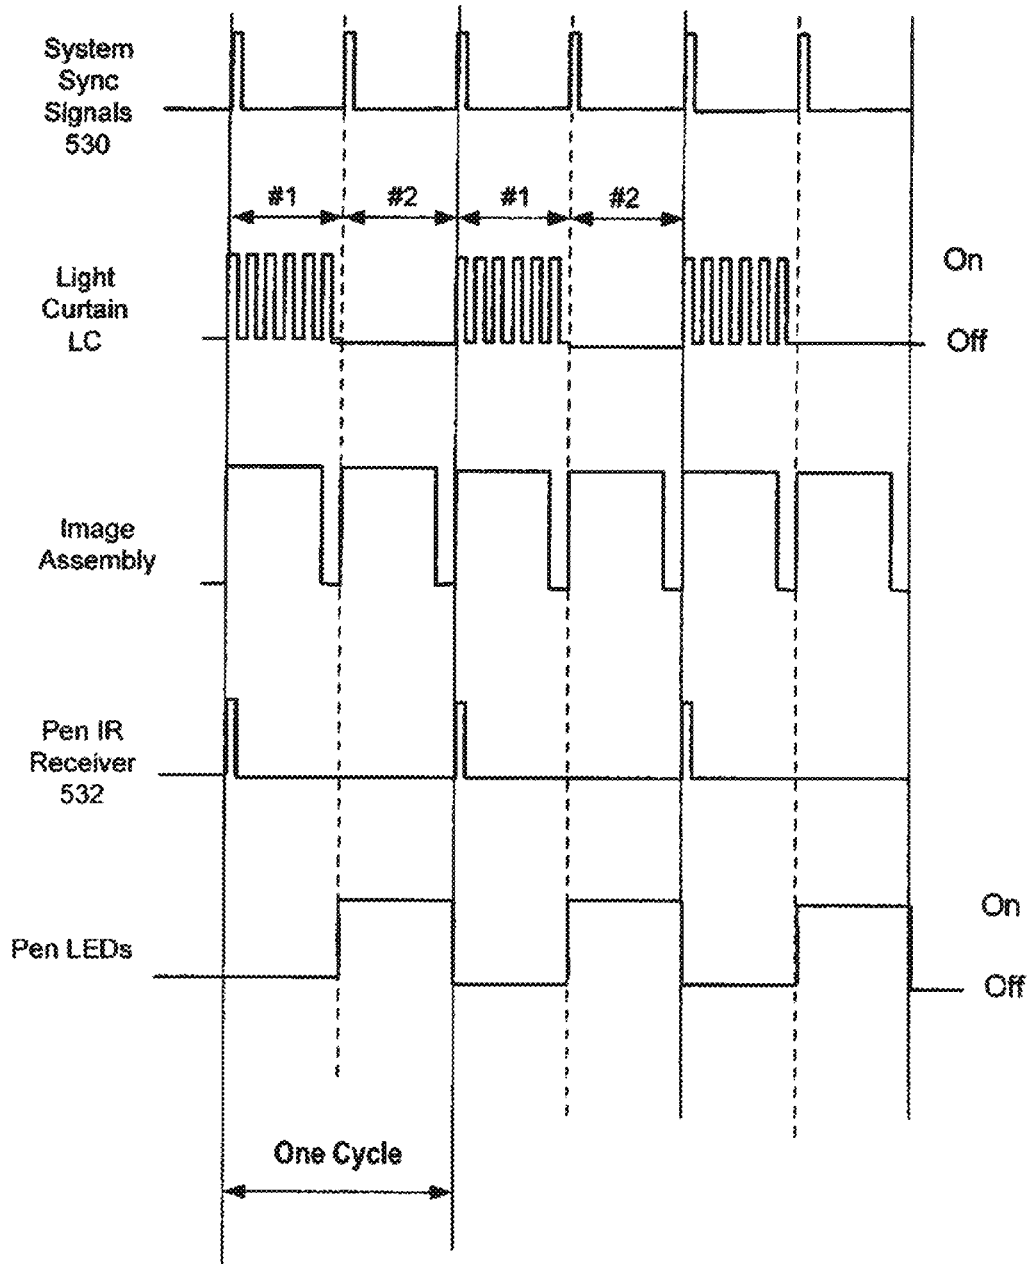 System
Sync
Signals
530
#1 #2 #1 #2
Light
Curtain
LC
On
Off
Image
Assembly
Pen IR
Receiver
532
Pen LEDs
On
Off
One Cycle